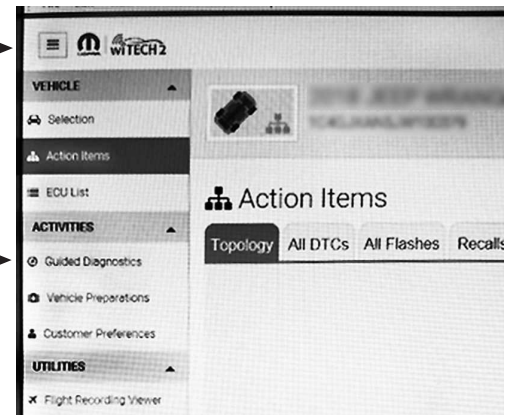 wiTECH2
VEHICLE
Selection
Action Items
ECU List
ACTIVITIES
Guided Diagnostics
Vehicle Preparations
Customer Preferences
UTILITIES
Flight Recording Viewer
Action Items
Topology All DTCs All Flashes Recalls